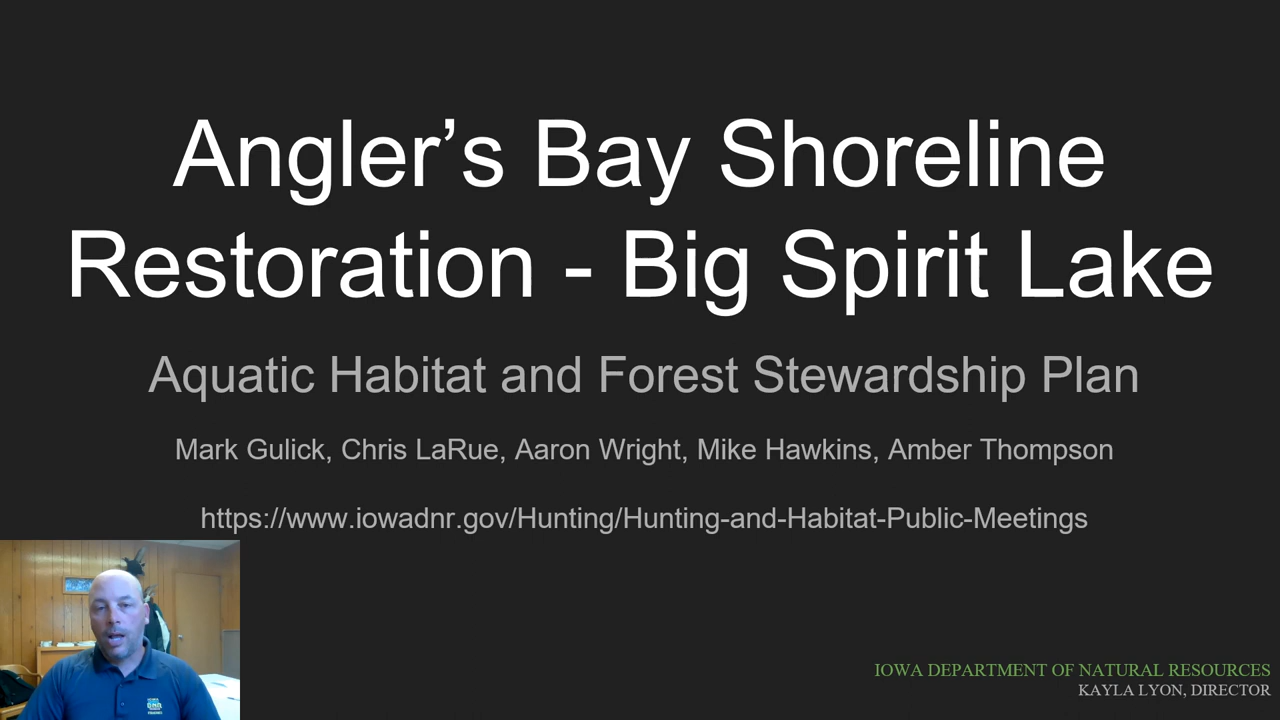 Angler’s Bay Shoreline
Restoration - Big Spirit Lake
Aquatic Habitat and Forest Stewardship Plan
Mark Gulick, Chris LaRue, Aaron Wright, Mike Hawkins, Amber Thompson
https://www.iowadnr.gov/Hunting/Hunting-and-Habitat-Public-Meetings
IOWA DEPARTMENT OF NATURAL RESOURCES
KAYLA LYON, DIRECTOR